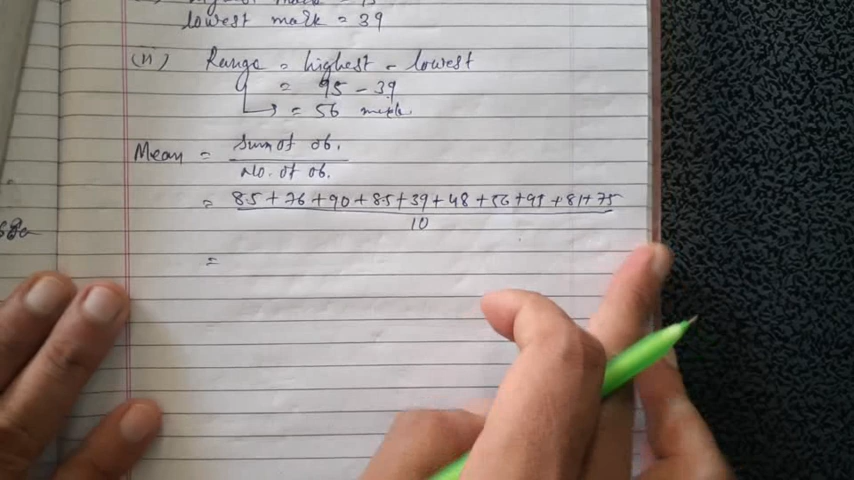 lowest mark = 39
(ii) Range = highest - lowest
= 95 - 39
= 56 marks.
Mean = Sum of ob.
No. of ob.
= 85 + 76 + 90 + 85 + 39 + 48 + 56 + 95 + 81 + 75
10
=